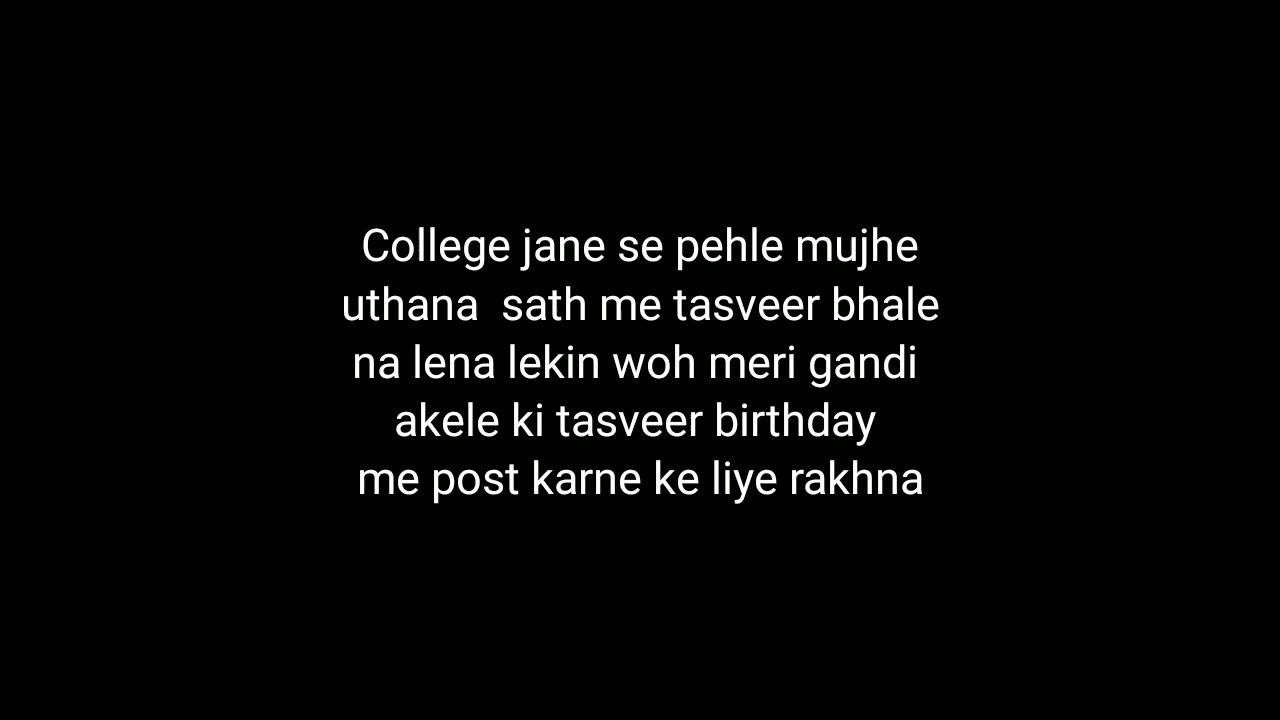 College jane se pehle mujhe
uthana  sath me tasveer bhale
na lena lekin woh meri gandi
akele ki tasveer birthday
me post karne ke liye rakhna